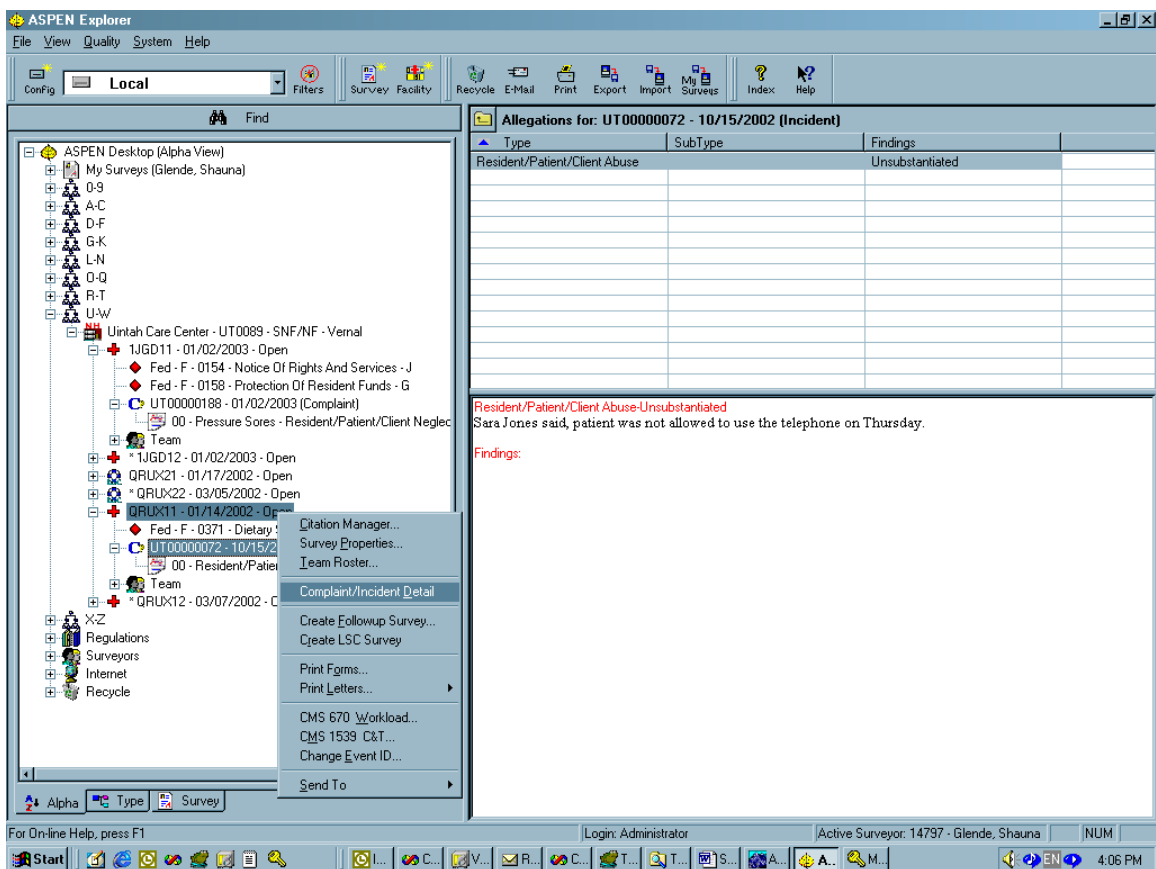 ASPEN Explorer
File View Quality System Help
Config Local Filters Survey Facility Recycle E-Mail Print Export Import My Surveys Index Help
Find
ASPEN Desktop (Alpha View)
My Surveys (Glende, Shauna)
0-9
A-C
D-F
G-K
L-N
O-Q
R-T
U-W
NH
Uintah Care Center - UT0089 - SNF/NF - Vernal
1JGD11 - 01/02/2003 - Open
Fed - F - 0154 - Notice Of Rights And Services - J
Fed - F - 0158 - Protection Of Resident Funds - G
UT00000188 - 01/02/2003 (Complaint)
00 - Pressure Sores - Resident/Patient/Client Neglec
Team
* 1JGD12 - 01/02/2003 - Open
QRUX21 - 01/17/2002 - Open
* QRUX22 - 03/05/2002 - Open
QRUX11 - 01/14/2002 - Open
Fed - F - 0371 - Dietary
UT00000072 - 10/15/2
00 - Resident/Patie
Team
* QRUX12 - 03/07/2002 - O
X-Z
Regulations
Surveyors
Internet
Recycle
Alpha Type Survey
Citation Manager...
Survey Properties...
Team Roster...
Complaint/Incident Detail
Create Followup Survey...
Create LSC Survey
Print Forms...
Print Letters...
CMS 670 Workload...
CMS 1539 C&T...
Change Event ID...
Send To
Allegations for: UT00000072 - 10/15/2002 (Incident)
Type SubType Findings
Resident/Patient/Client Abuse Unsubstantiated
Resident/Patient/Client Abuse-Unsubstantiated
Sara Jones said, patient was not allowed to use the telephone on Thursday.
Findings:
For On-line Help, press F1 Login: Administrator Active Surveyor: 14797 - Glende, Shauna NUM
Start I... C... V... R... C... T... T... S... A... A.. M... EN 4:06 PM